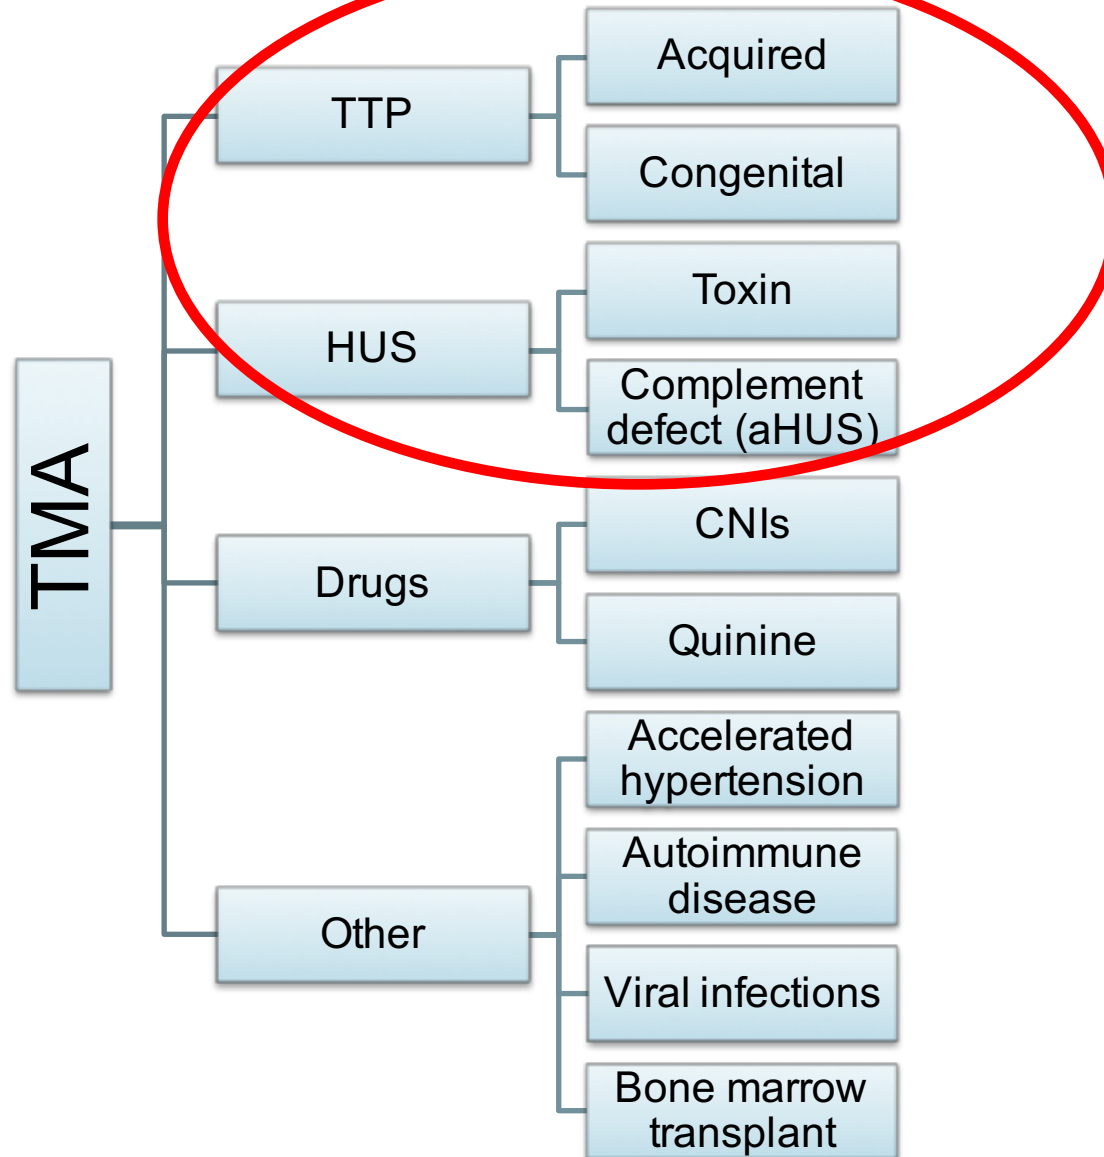 TMA
TTP
Acquired
Congenital
HUS
Toxin
Complement
defect (aHUS)
Drugs
CNIs
Quinine
Other
Accelerated
hypertension
Autoimmune
disease
Viral infections
Bone marrow
transplant